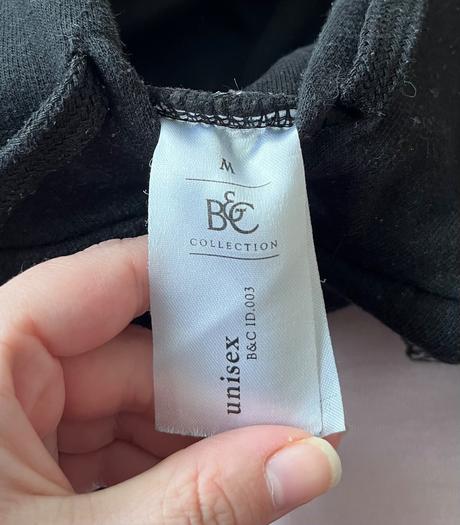 M
B&C
COLLECTION
unisex
B&C ID.003